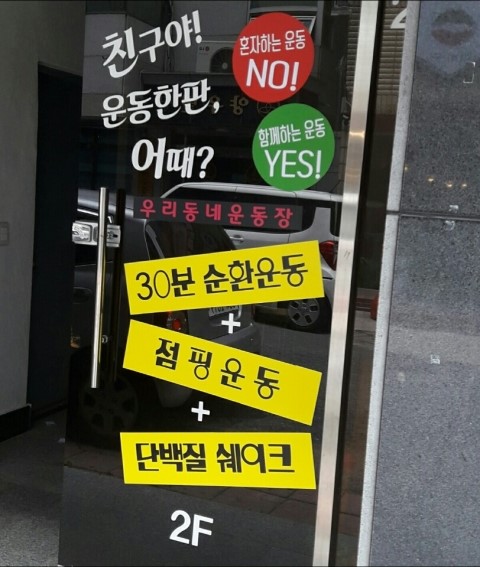 친구야!
운동한판,
어때?
혼자하는 운동
NO!
함께하는 운동
YES!
우리동네운동장
30분 순환운동
+
점핑운동
+
단백질 쉐이크
2F